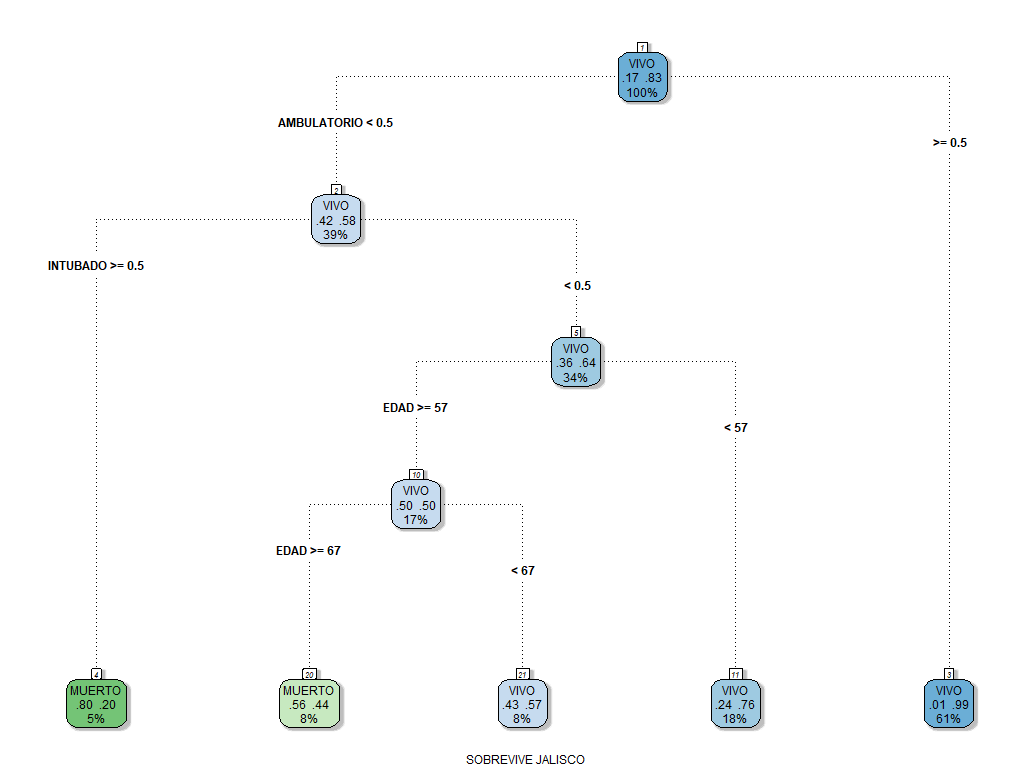 1
VIVO
.17 .83
100%
AMBULATORIO < 0.5
>= 0.5
2
VIVO
.42 .58
39%
INTUBADO >= 0.5
< 0.5
5
VIVO
.36 .64
34%
EDAD >= 57
< 57
10
VIVO
.50 .50
17%
EDAD >= 67
< 67
4
MUERTO
.80 .20
5%
20
MUERTO
.56 .44
8%
21
VIVO
.43 .57
8%
11
VIVO
.24 .76
18%
3
VIVO
.01 .99
61%
SOBREVIVE JALISCO